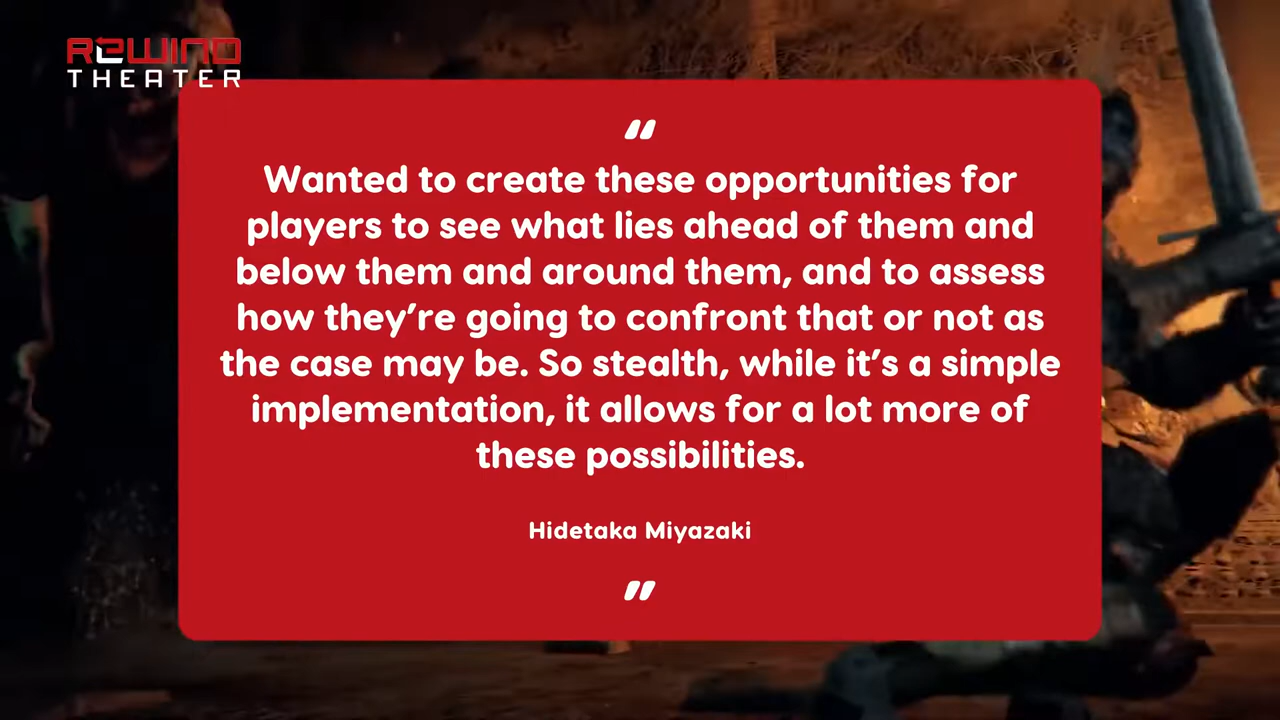 REWIND
THEATER
"
Wanted to create these opportunities for
players to see what lies ahead of them and
below them and around them, and to assess
how they’re going to confront that or not as
the case may be. So stealth, while it’s a simple
implementation, it allows for a lot more of
these possibilities.
Hidetaka Miyazaki
"